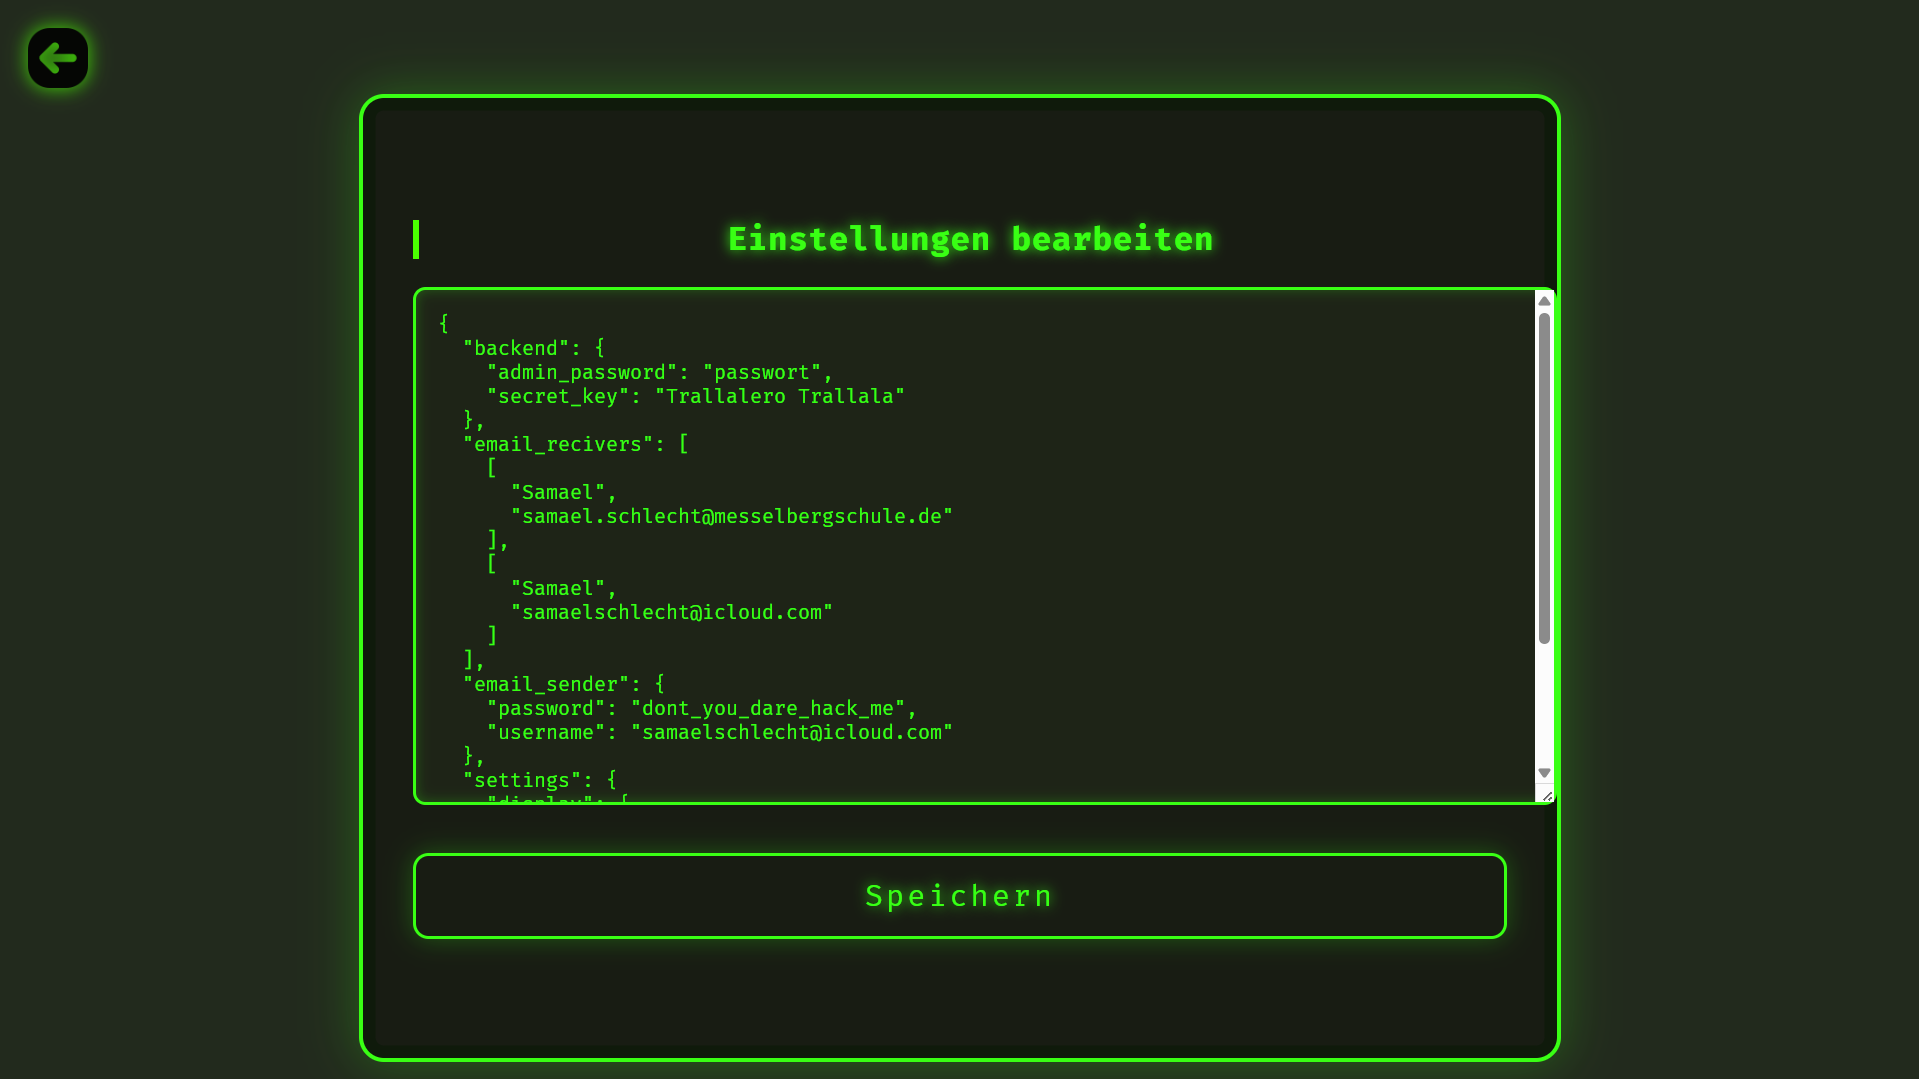 Einstellungen bearbeiten
{
  "backend": {
    "admin_password": "passwort",
    "secret_key": "Trallalero Trallala"
  },
  "email_recivers": [
    [
      "Samael",
      "samael.schlecht@messelbergschule.de"
    ],
    [
      "Samael",
      "samaelschlecht@icloud.com"
    ]
  ],
  "email_sender": {
    "password": "dont_you_dare_hack_me",
    "username": "samaelschlecht@icloud.com"
  },
  "settings": {
    "display": {
Speichern